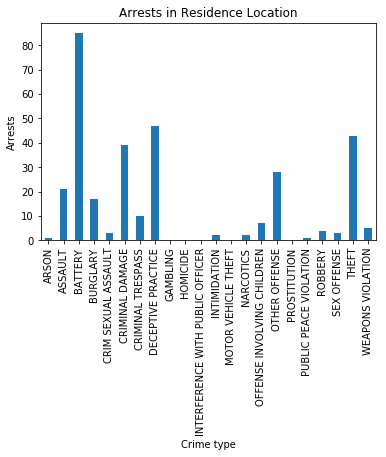 Arrests in Residence Location
Arrests
80
70
60
50
40
30
20
10
0
ARSON
ASSAULT
BATTERY
BURGLARY
CRIM SEXUAL ASSAULT
CRIMINAL DAMAGE
CRIMINAL TRESPASS
DECEPTIVE PRACTICE
GAMBLING
HOMICIDE
INTERFERENCE WITH PUBLIC OFFICER
INTIMIDATION
MOTOR VEHICLE THEFT
NARCOTICS
OFFENSE INVOLVING CHILDREN
OTHER OFFENSE
PROSTITUTION
PUBLIC PEACE VIOLATION
ROBBERY
SEX OFFENSE
THEFT
WEAPONS VIOLATION
Crime type